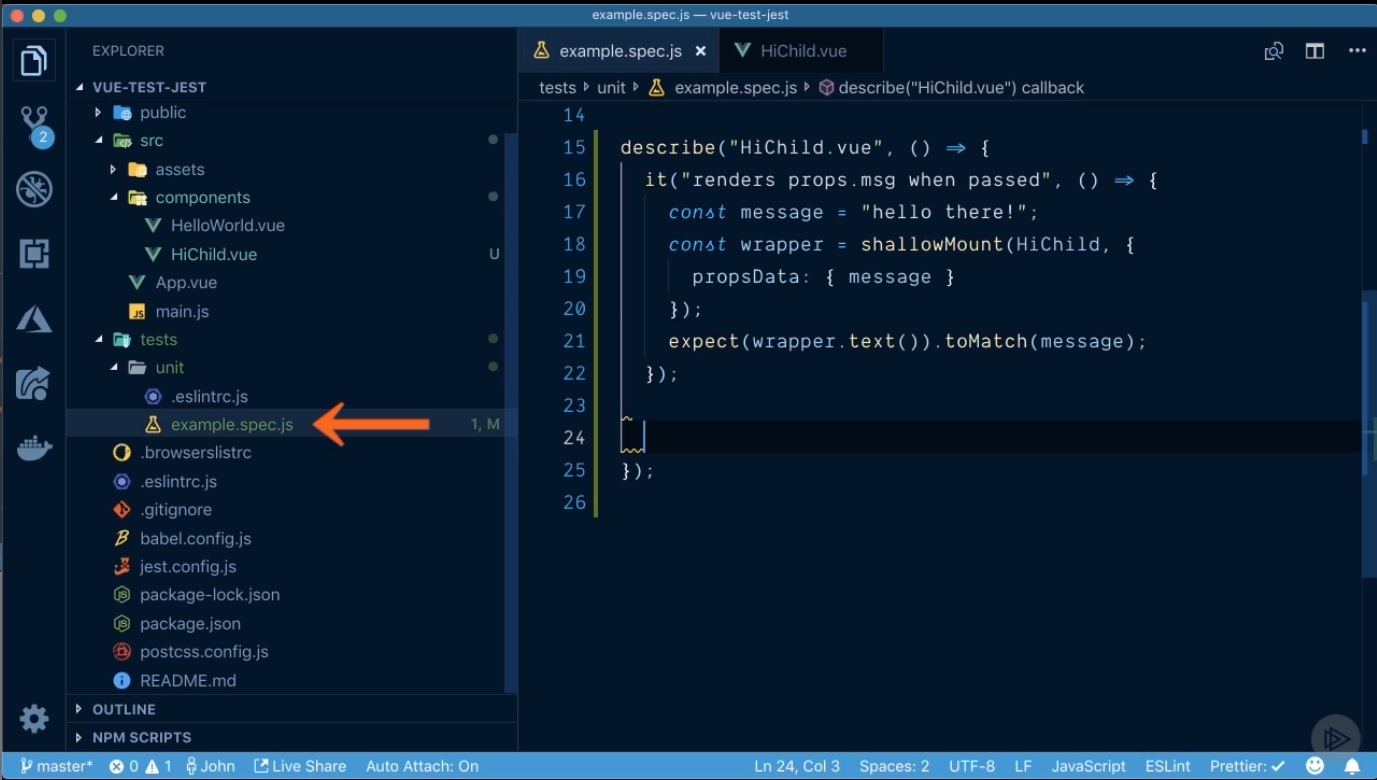 example.spec.js — vue-test-jest
EXPLORER
VUE-TEST-JEST
public
src
assets
components
HelloWorld.vue
HiChild.vue U
App.vue
JS main.js
tests
unit
.eslintrc.js
example.spec.js 1, M
.browserslistrc
.eslintrc.js
.gitignore
babel.config.js
jest.config.js
package-lock.json
package.json
postcss.config.js
README.md
OUTLINE
NPM SCRIPTS
2
example.spec.js × HiChild.vue
tests unit example.spec.js describe("HiChild.vue") callback
14
15 describe("HiChild.vue", () => {
16 it("renders props.msg when passed", () => {
17 const message = "hello there!";
18 const wrapper = shallowMount(HiChild, {
19 propsData: { message }
20 });
21 expect(wrapper.text()).toMatch(message);
22 });
23
24
25 });
26
master* 0 1 John Live Share Auto Attach: On Ln 24, Col 3 Spaces: 2 UTF-8 LF JavaScript ESLint Prettier: ✓